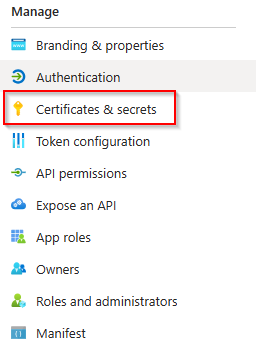 Manage
Branding & properties
Authentication
Certificates & secrets
Token configuration
API permissions
Expose an API
App roles
Owners
Roles and administrators
Manifest